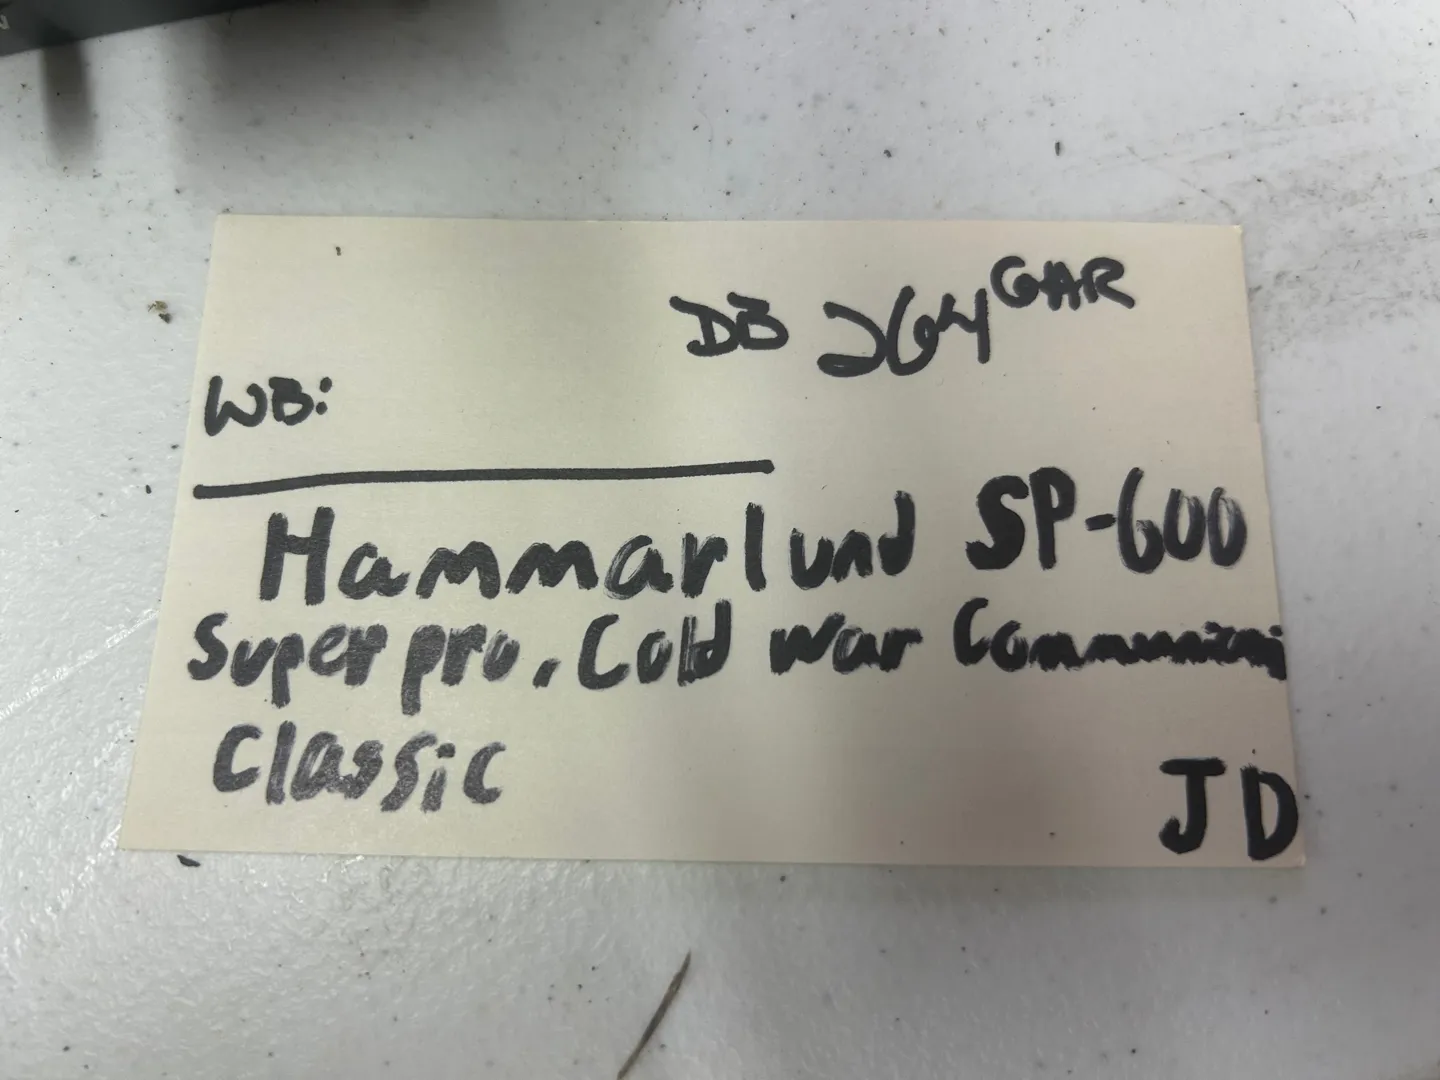 DB 264 GAR
WB:
Hammarlund SP-600
Super pro. Cold war
Classic
JD